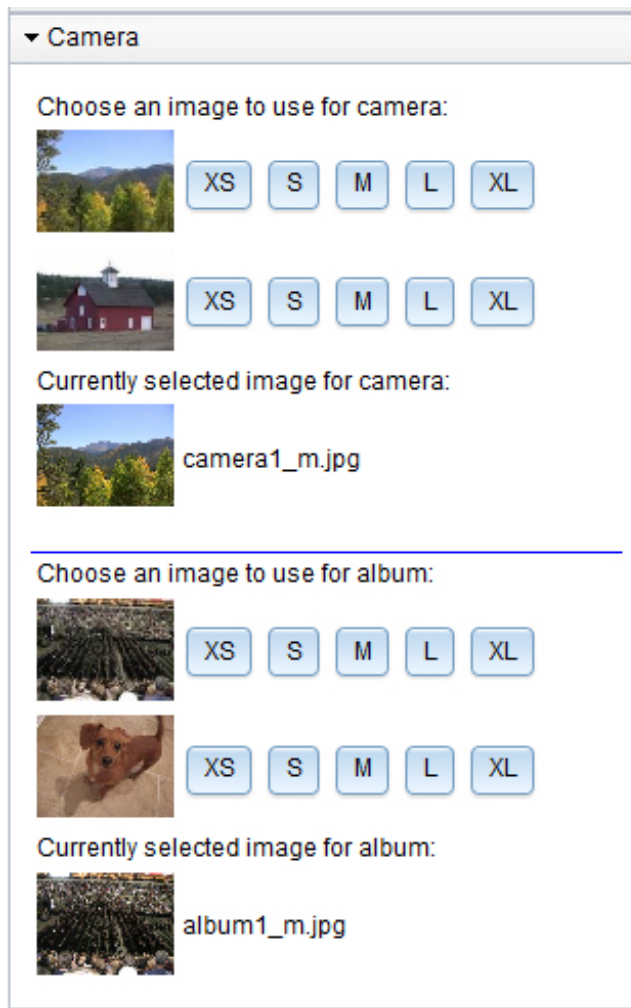 Camera
Choose an image to use for camera:
XS S M L XL
XS S M L XL
Currently selected image for camera:
camera1_m.jpg
Choose an image to use for album:
XS S M L XL
XS S M L XL
Currently selected image for album:
album1_m.jpg